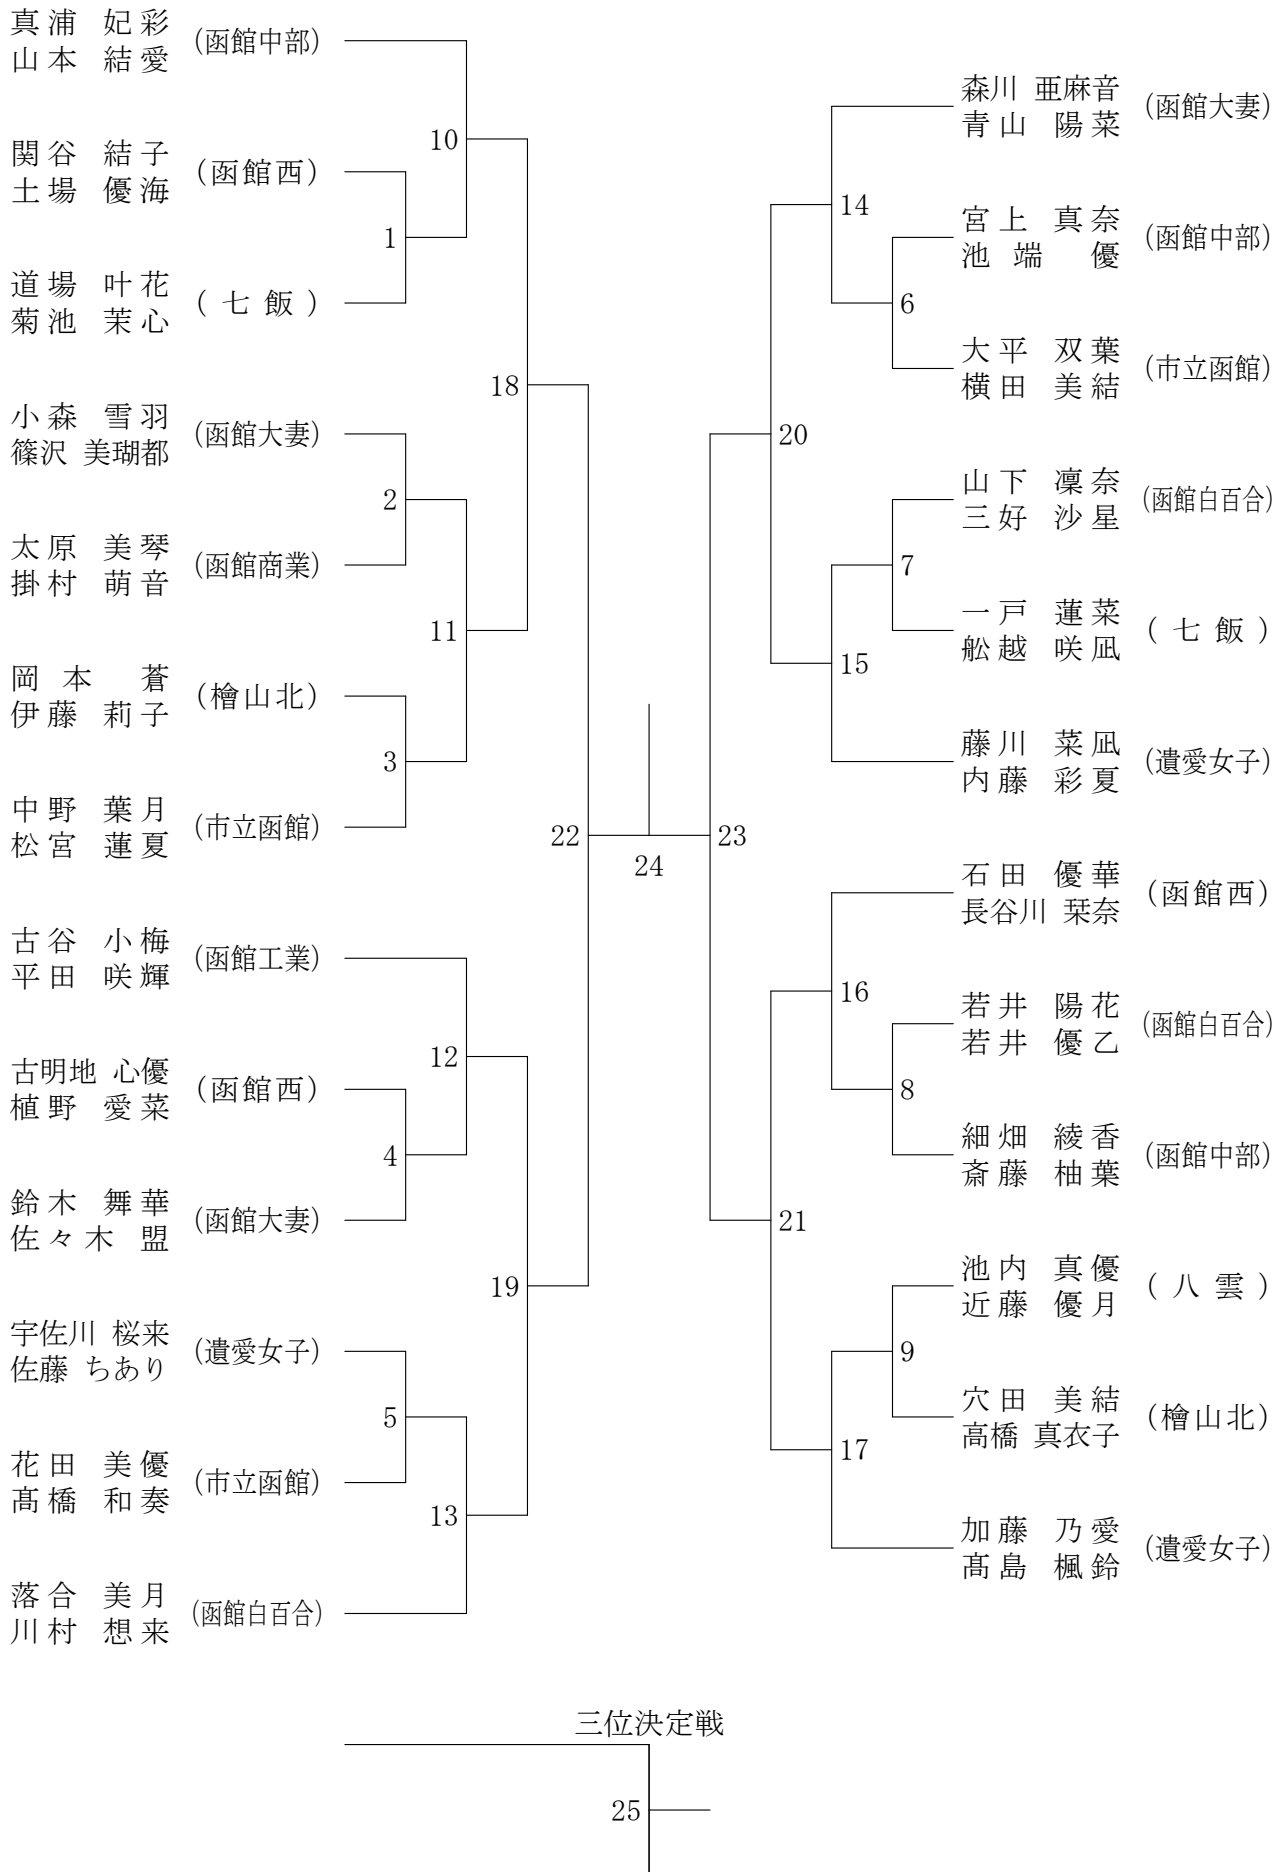 真浦 妃彩
山本 結愛
(函館中部)
関谷 結子
土場 優海
(函館西)
道場 叶花
菊池 茉心
(七飯)
小森 雪羽
篠沢 美瑚都
(函館大妻)
太原 美琴
掛村 萌音
(函館商業)
岡本 蒼
伊藤 莉子
(檜山北)
中野 葉月
松宮 蓮夏
(市立函館)
古谷 小梅
平田 咲輝
(函館工業)
古明地 心優
植野 愛菜
(函館西)
鈴木 舞華
佐々木 盟
(函館大妻)
宇佐川 桜来
佐藤 ちあり
(遺愛女子)
花田 美優
髙橋 和奏
(市立函館)
落合 美月
川村 想来
(函館白百合)
1
2
3
4
5
10
11
12
13
18
19
22
24
23
20
21
14
15
16
17
6
7
8
9
森川 亜麻音
青山 陽菜
(函館大妻)
宮上 真奈
池端 優
(函館中部)
大平 双葉
横田 美結
(市立函館)
山下 凜奈
三好 沙星
(函館白百合)
一戸 蓮菜
舩越 咲凪
(七飯)
藤川 菜凪
内藤 彩夏
(遺愛女子)
石田 優華
長谷川 栞奈
(函館西)
若井 陽花
若井 優乙
(函館白百合)
細畑 綾香
斎藤 柚葉
(函館中部)
池内 真優
近藤 優月
(八雲)
穴田 美結
高橋 真衣子
(檜山北)
加藤 乃愛
髙島 楓鈴
(遺愛女子)
三位決定戦
25